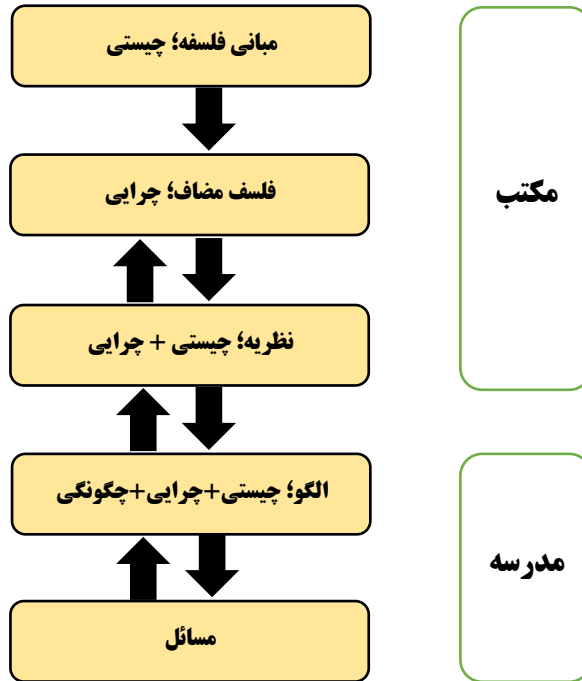 مبانی فلسفه؛ چیستی
فلسف مضاف؛ چرایی
مکتب
نظریه؛ چیستی + چرایی
الگو؛ چیستی+چرایی+چگونگی
مدرسه
مسائل